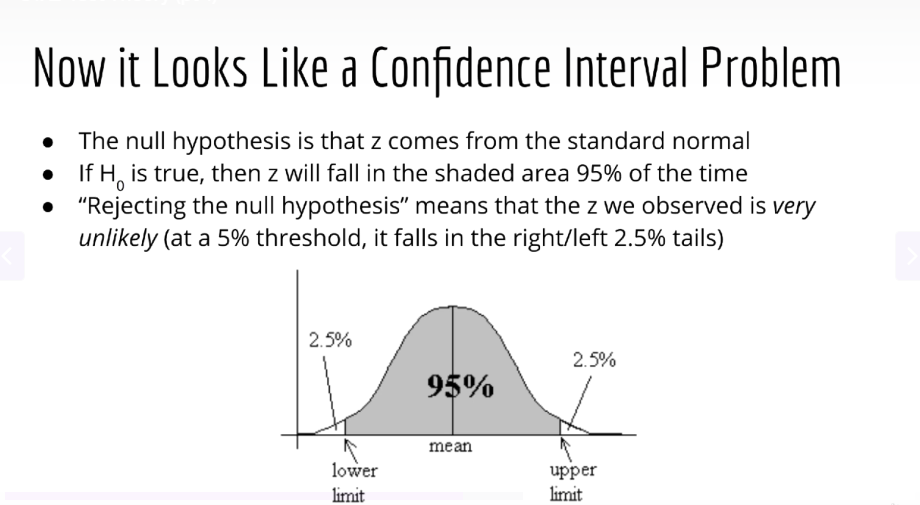 Now it Looks Like a Confidence Interval Problem
● The null hypothesis is that z comes from the standard normal
● If H₀ is true, then z will fall in the shaded area 95% of the time
● “Rejecting the null hypothesis” means that the z we observed is very
unlikely (at a 5% threshold, it falls in the right/left 2.5% tails)
2.5%
2.5%
95%
mean
lower
limit
upper
limit